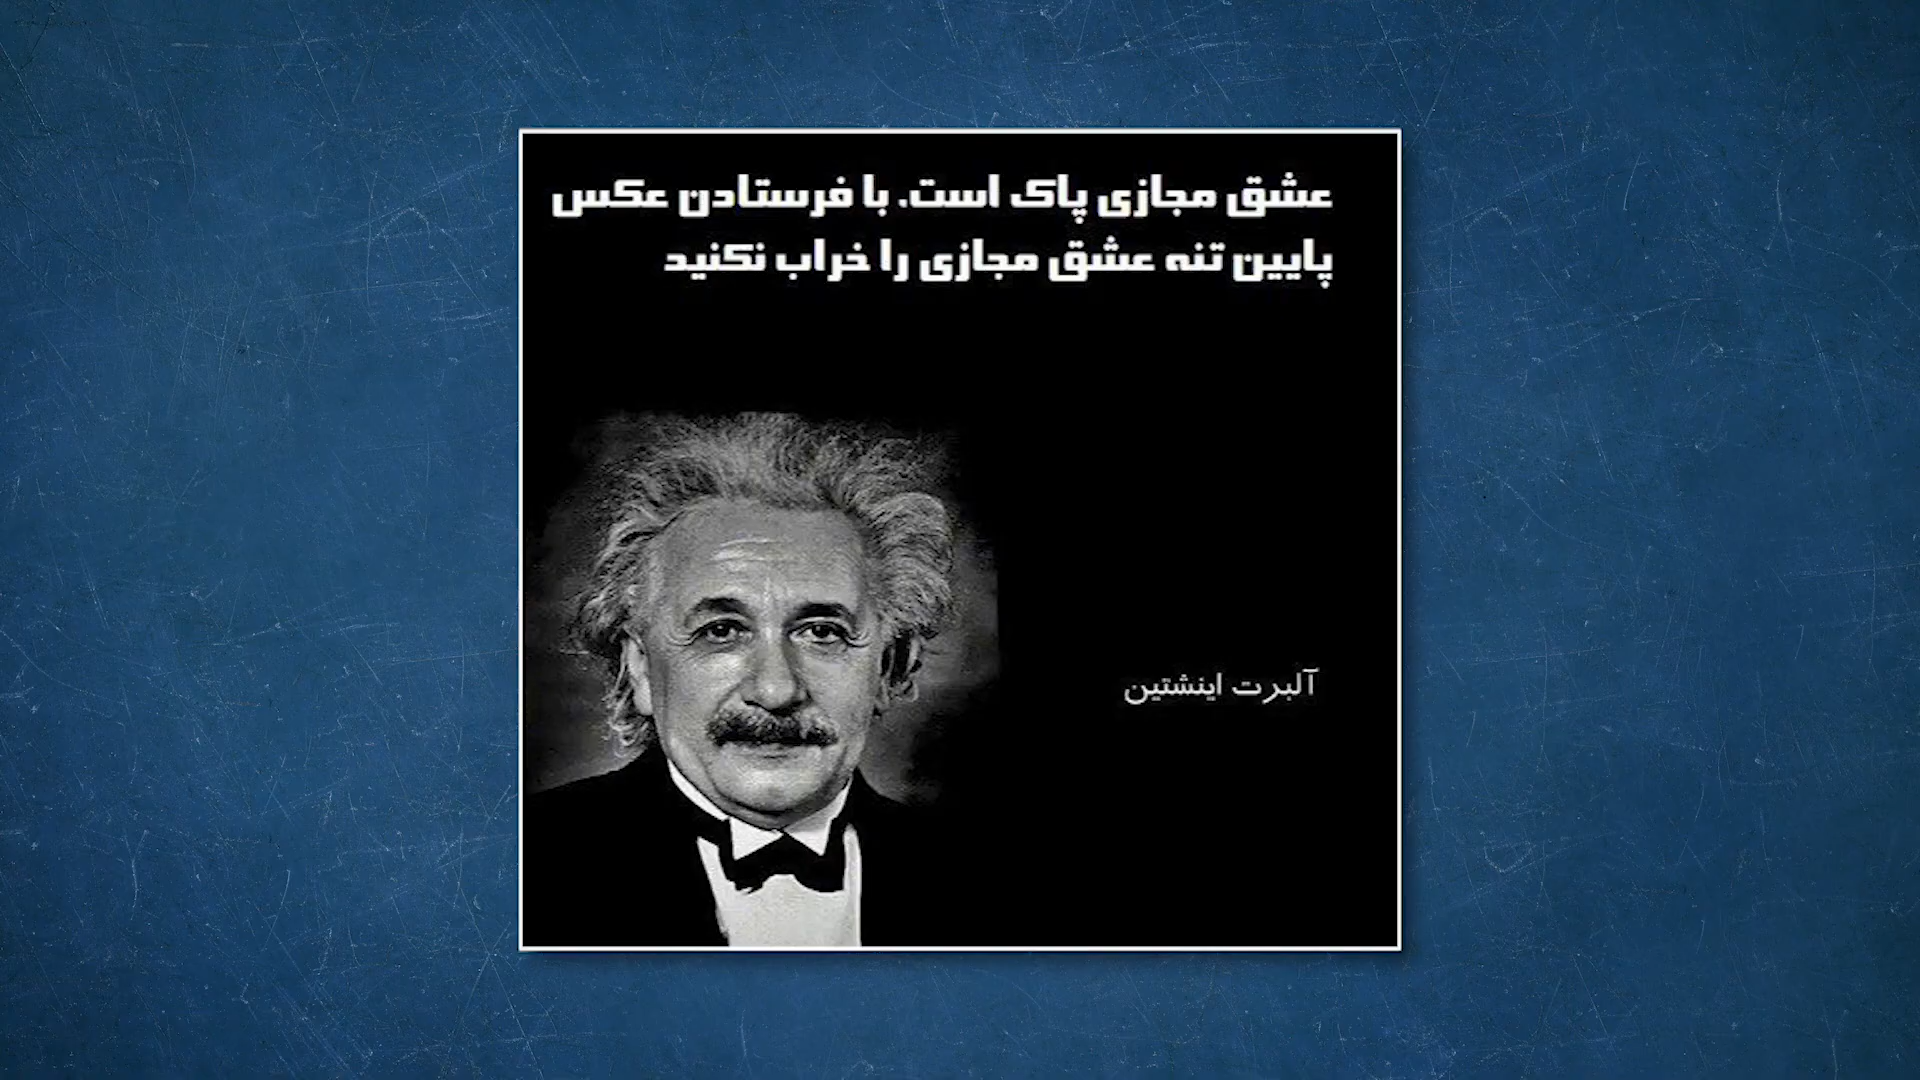 عشق مجازی پاک است. با فرستادن عکس
پایین تنه عشق مجازی را خراب نکنید
آلبرت اینشتین